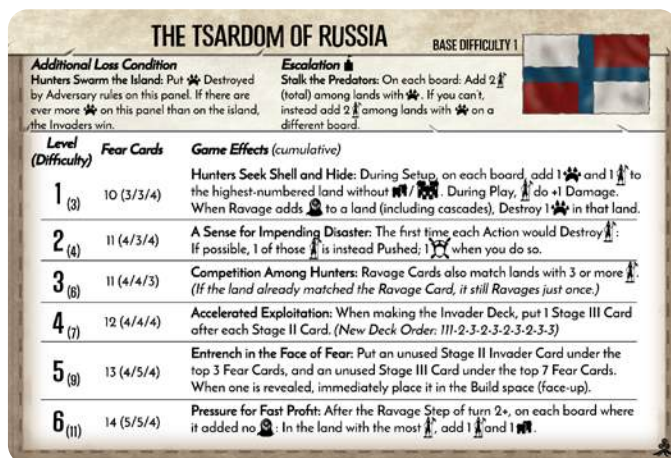 THE TSARDOM OF RUSSIA
BASE DIFFICULTY 1
Additional Loss Condition
Hunters Swarm the Island: Put Destroyed
by Adversary rules on this panel. If there are
ever more on this panel than on the island,
the Invaders win.
Escalation
Stalk the Predators: On each board: Add 2
(total) among lands with . If you can't,
instead add 2 among lands with on a
different board.
Level
(Difficulty)
Fear Cards
Game Effects (cumulative)
1 (3)
10 (3/3/4)
Hunters Seek Shell and Hide: During Setup, on each board, add 1 and 1 to
the highest-numbered land without / . During Play, do +1 Damage.
When Ravage adds to a land (including cascades), Destroy 1 in that land.
2 (4)
11 (4/3/4)
A Sense for Impending Disaster: The first time each Action would Destroy :
If possible, 1 of those is instead Pushed; 1 when you do so.
3 (6)
11 (4/4/3)
Competition Among Hunters: Ravage Cards also match lands with 3 or more .
(If the land already matched the Ravage Card, it still Ravages just once.)
4 (7)
12 (4/4/4)
Accelerated Exploitation: When making the Invader Deck, put 1 Stage III Card
after each Stage II Card. (New Deck Order: 111-2-3-2-3-2-3-2-3-3)
5 (9)
13 (4/5/4)
Entrench in the Face of Fear: Put an unused Stage II Invader Card under the
top 3 Fear Cards, and an unused Stage III Card under the top 7 Fear Cards.
When one is revealed, immediately place it in the Build space (face-up).
6 (11)
14 (5/5/4)
Pressure for Fast Profit: After the Ravage Step of turn 2+, on each board where
it added no : In the land with the most , add 1 and 1 .